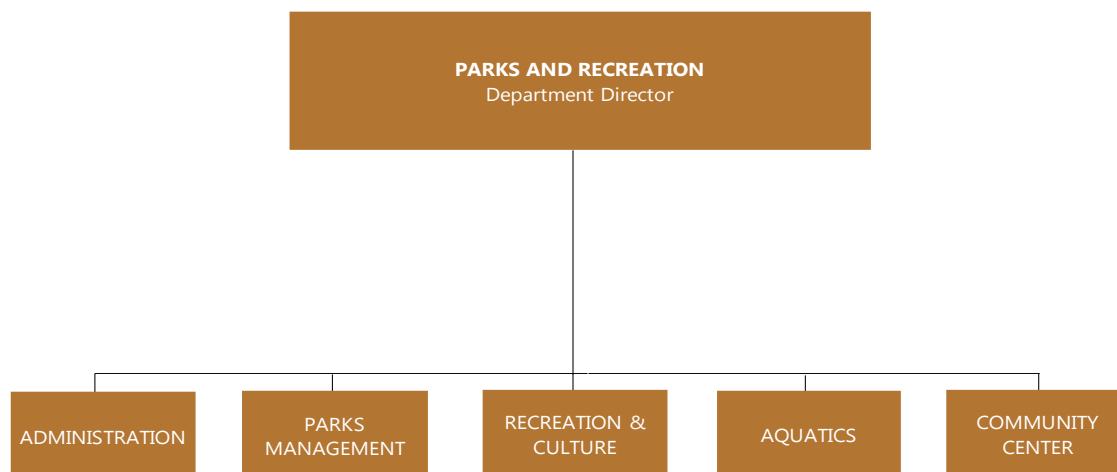 PARKS AND RECREATION
Department Director
ADMINISTRATION
PARKS
MANAGEMENT
RECREATION &
CULTURE
AQUATICS
COMMUNITY
CENTER